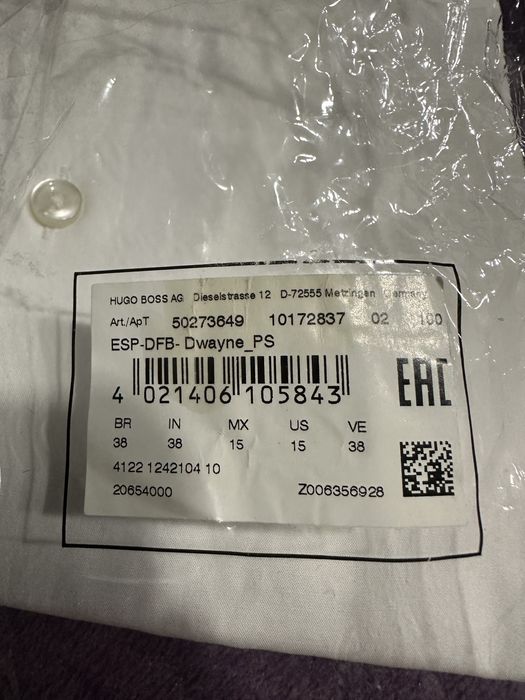 HUGO BOSS AG Dieselstrasse 12 D-72555 Metzingen Germany
Art./ApT 50273649 10172837 02 100
ESP-DFB- Dwayne_PS
4 021406 105843
EAC
BR IN MX US VE
38 38 15 15 38
4122 1242104 10
20654000 Z006356928